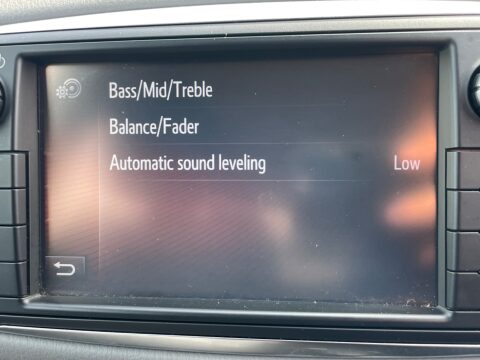 Bass/Mid/Treble
Balance/Fader
Automatic sound leveling Low